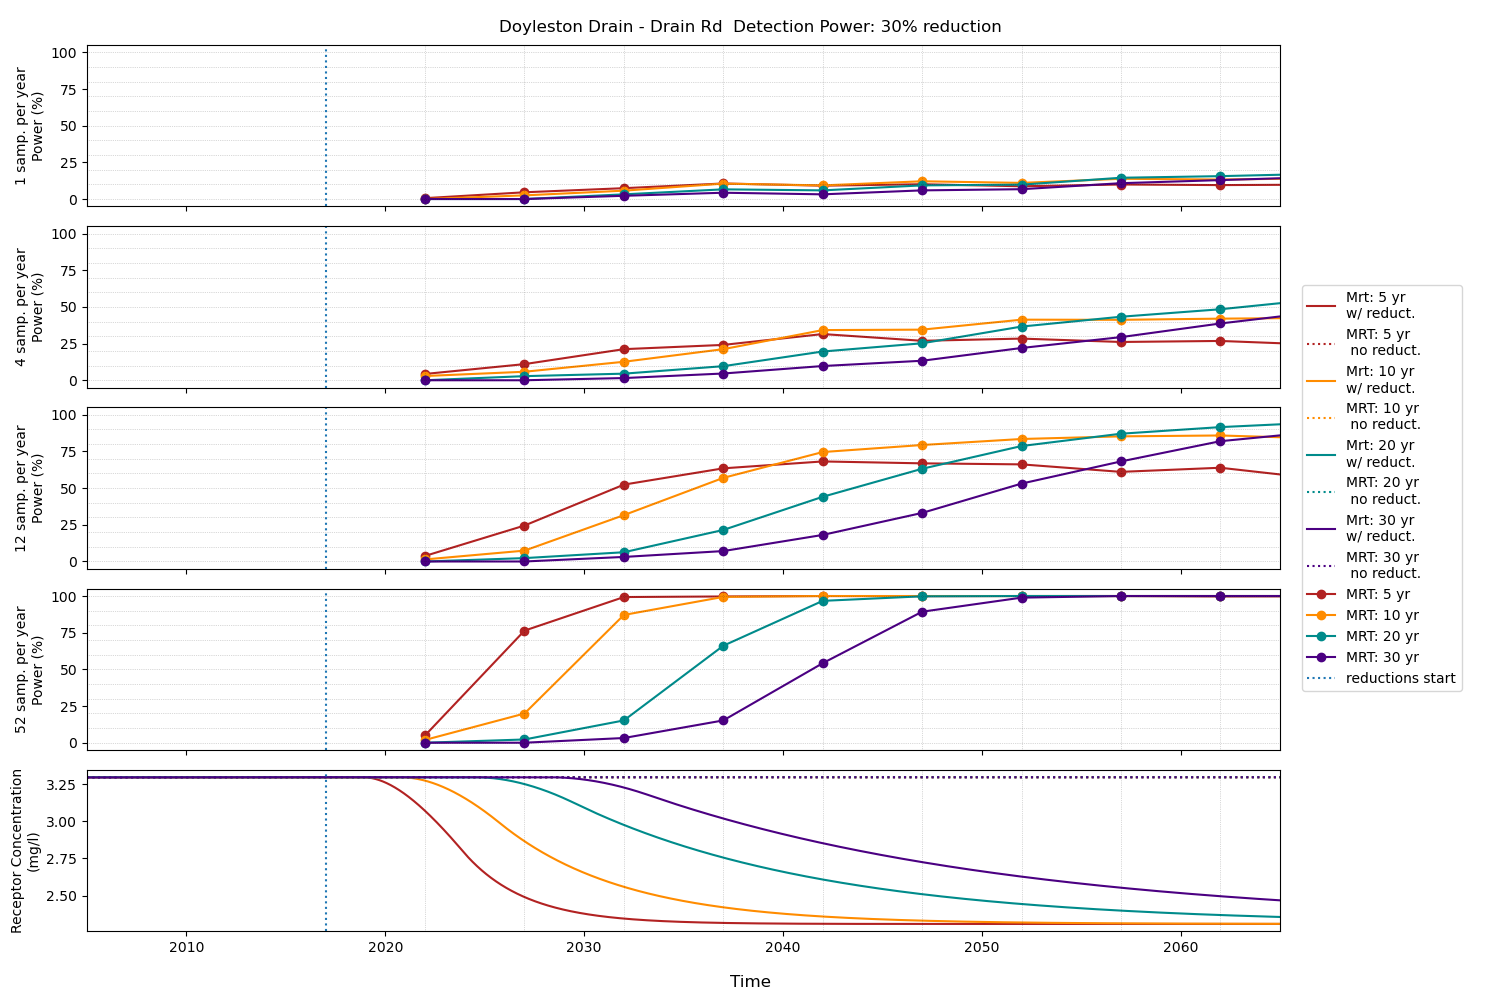 Doyleston Drain - Drain Rd  Detection Power: 30% reduction
1 samp. per year
Power (%)
100
75
50
25
0
4 samp. per year
Power (%)
100
75
50
25
0
12 samp. per year
Power (%)
100
75
50
25
0
52 samp. per year
Power (%)
100
75
50
25
0
Receptor Concentration
(mg/l)
3.25
3.00
2.75
2.50
2010
2020
2030
2040
2050
2060
Time
Mrt: 5 yr
w/ reduct.
MRT: 5 yr
no reduct.
Mrt: 10 yr
w/ reduct.
MRT: 10 yr
no reduct.
Mrt: 20 yr
w/ reduct.
MRT: 20 yr
no reduct.
Mrt: 30 yr
w/ reduct.
MRT: 30 yr
no reduct.
MRT: 5 yr
MRT: 10 yr
MRT: 20 yr
MRT: 30 yr
reductions start